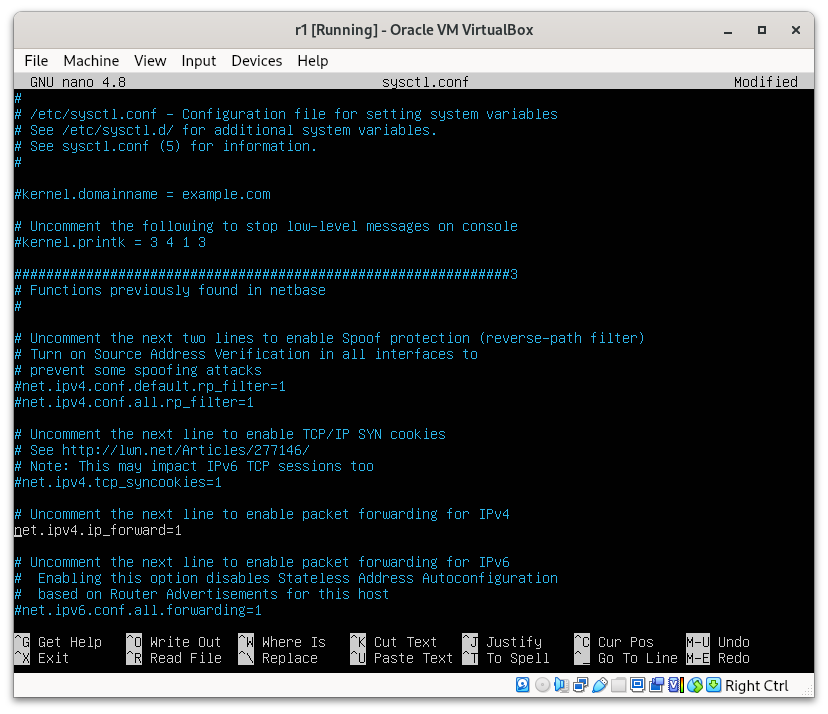 r1 [Running] - Oracle VM VirtualBox
File Machine View Input Devices Help
GNU nano 4.8 sysctl.conf Modified
#
# /etc/sysctl.conf - Configuration file for setting system variables
# See /etc/sysctl.d/ for additional system variables.
# See sysctl.conf (5) for information.
#
#kernel.domainname = example.com
# Uncomment the following to stop low-level messages on console
#kernel.printk = 3 4 1 3
##############################################################3
# Functions previously found in netbase
#
# Uncomment the next two lines to enable Spoof protection (reverse-path filter)
# Turn on Source Address Verification in all interfaces to
# prevent some spoofing attacks
#net.ipv4.conf.default.rp_filter=1
#net.ipv4.conf.all.rp_filter=1
# Uncomment the next line to enable TCP/IP SYN cookies
# See http://lwn.net/Articles/277146/
# Note: This may impact IPv6 TCP sessions too
#net.ipv4.tcp_syncookies=1
# Uncomment the next line to enable packet forwarding for IPv4
net.ipv4.ip_forward=1
# Uncomment the next line to enable packet forwarding for IPv6
#  Enabling this option disables Stateless Address Autoconfiguration
#  based on Router Advertisements for this host
#net.ipv6.conf.all.forwarding=1
^G Get Help ^O Write Out ^W Where Is ^K Cut Text ^J Justify ^C Cur Pos M-U Undo
^X Exit ^R Read File ^\ Replace ^U Paste Text ^T To Spell ^_ Go To Line M-E Redo
Right Ctrl